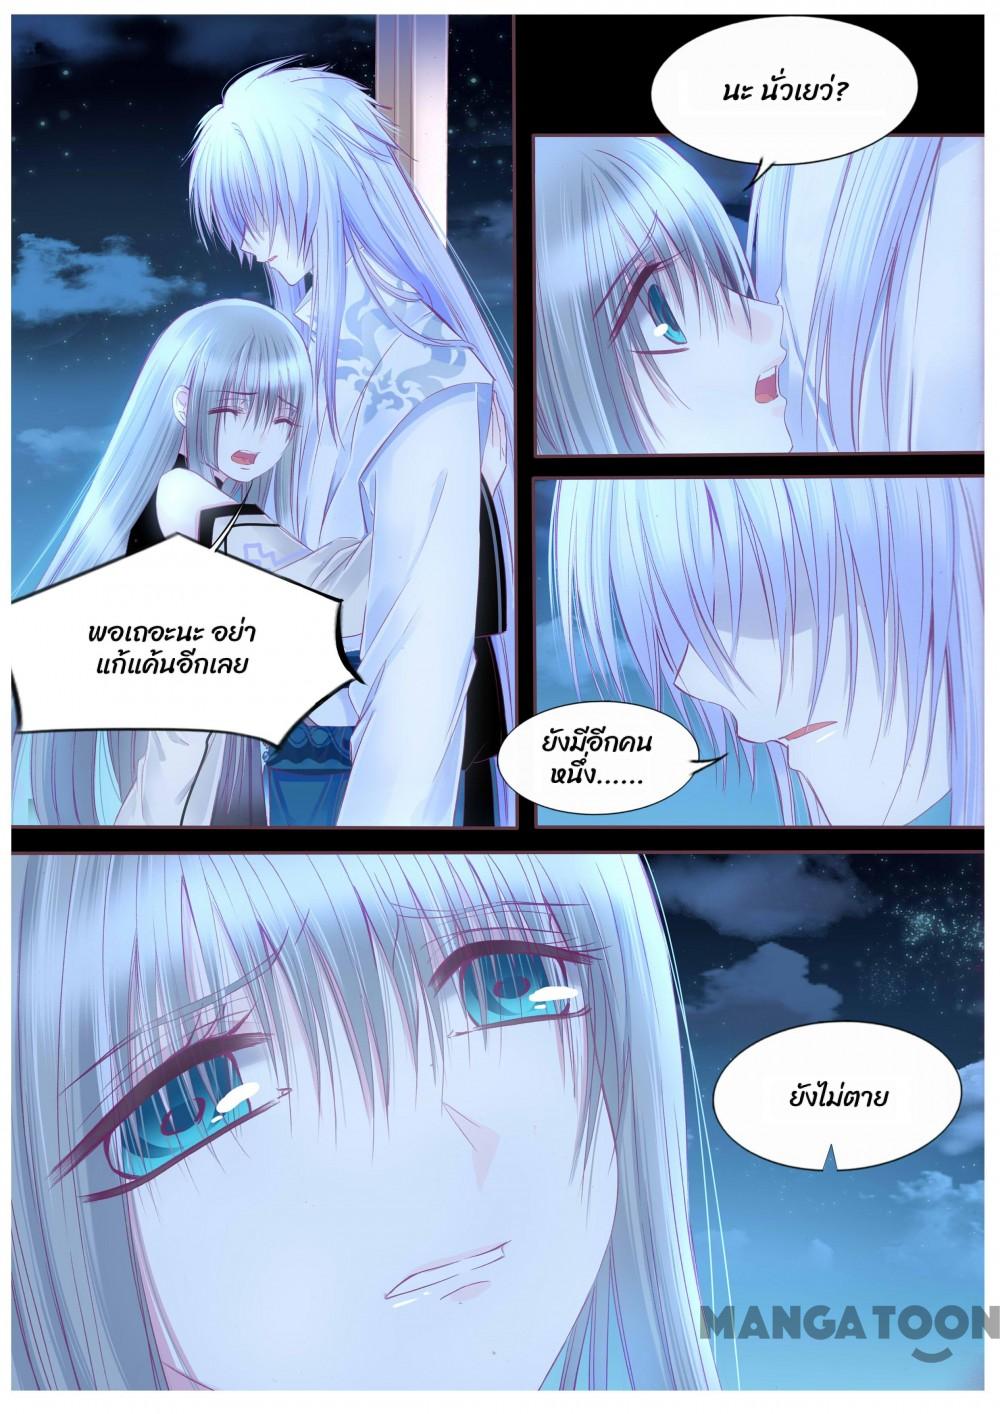 พอเถอะนะ อย่า
แก้แค้นอีกเลย
นะ นั่วเยว่?
ยังมีอีกคน
หนึ่ง......
ยังไม่ตาย
MANGATOON